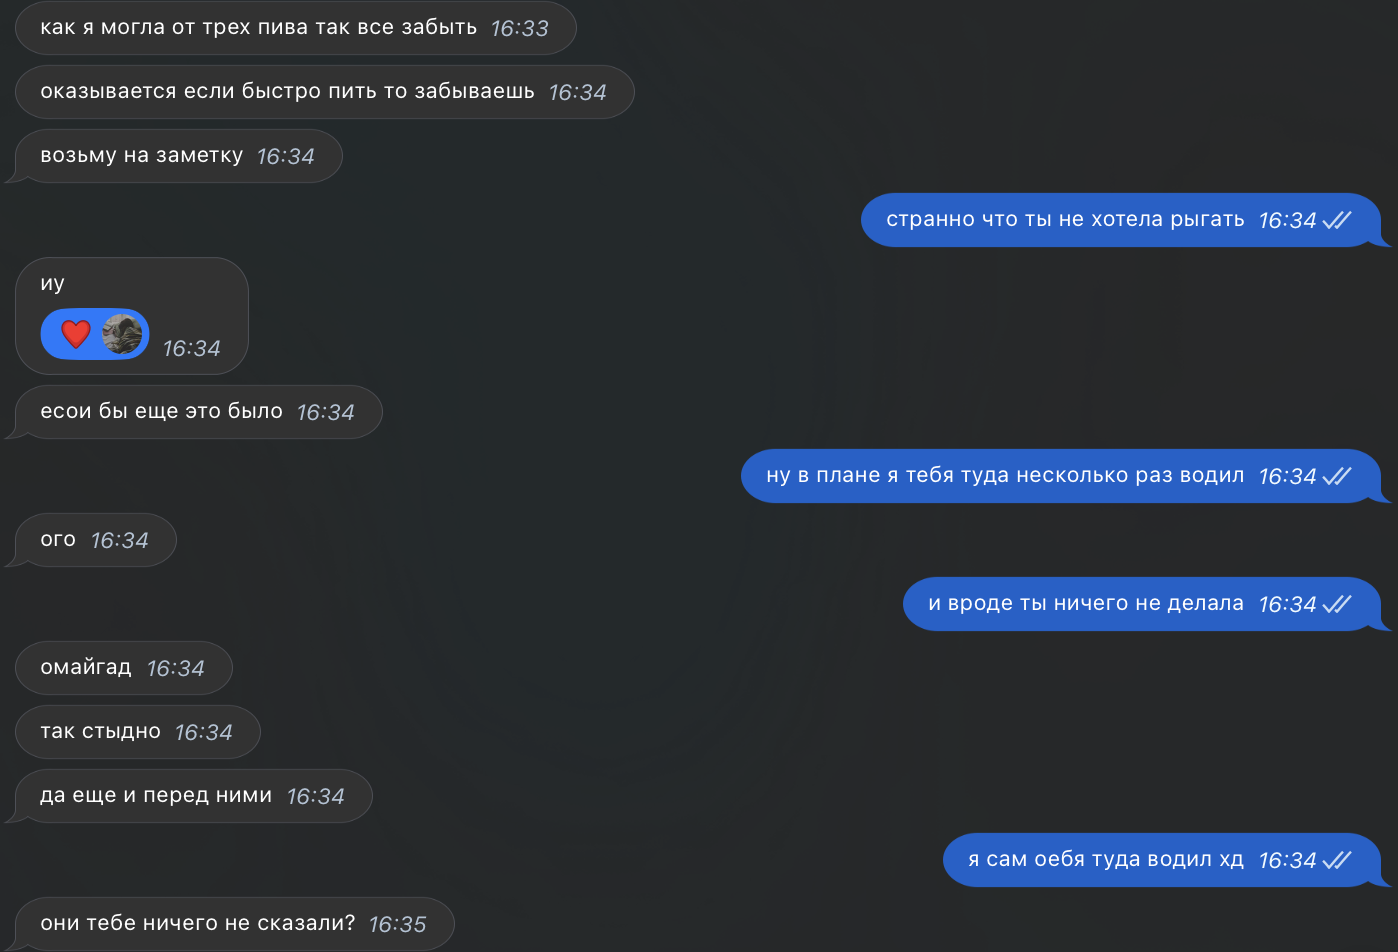 как я могла от трех пива так все забыть 16:33
оказывается если быстро пить то забываешь 16:34
возьму на заметку 16:34
странно что ты не хотела рыгать 16:34
иу
16:34
есои бы еще это было 16:34
ну в плане я тебя туда несколько раз водил 16:34
ого 16:34
и вроде ты ничего не делала 16:34
омайгад 16:34
так стыдно 16:34
да еще и перед ними 16:34
я сам оебя туда водил хд 16:34
они тебе ничего не сказали? 16:35